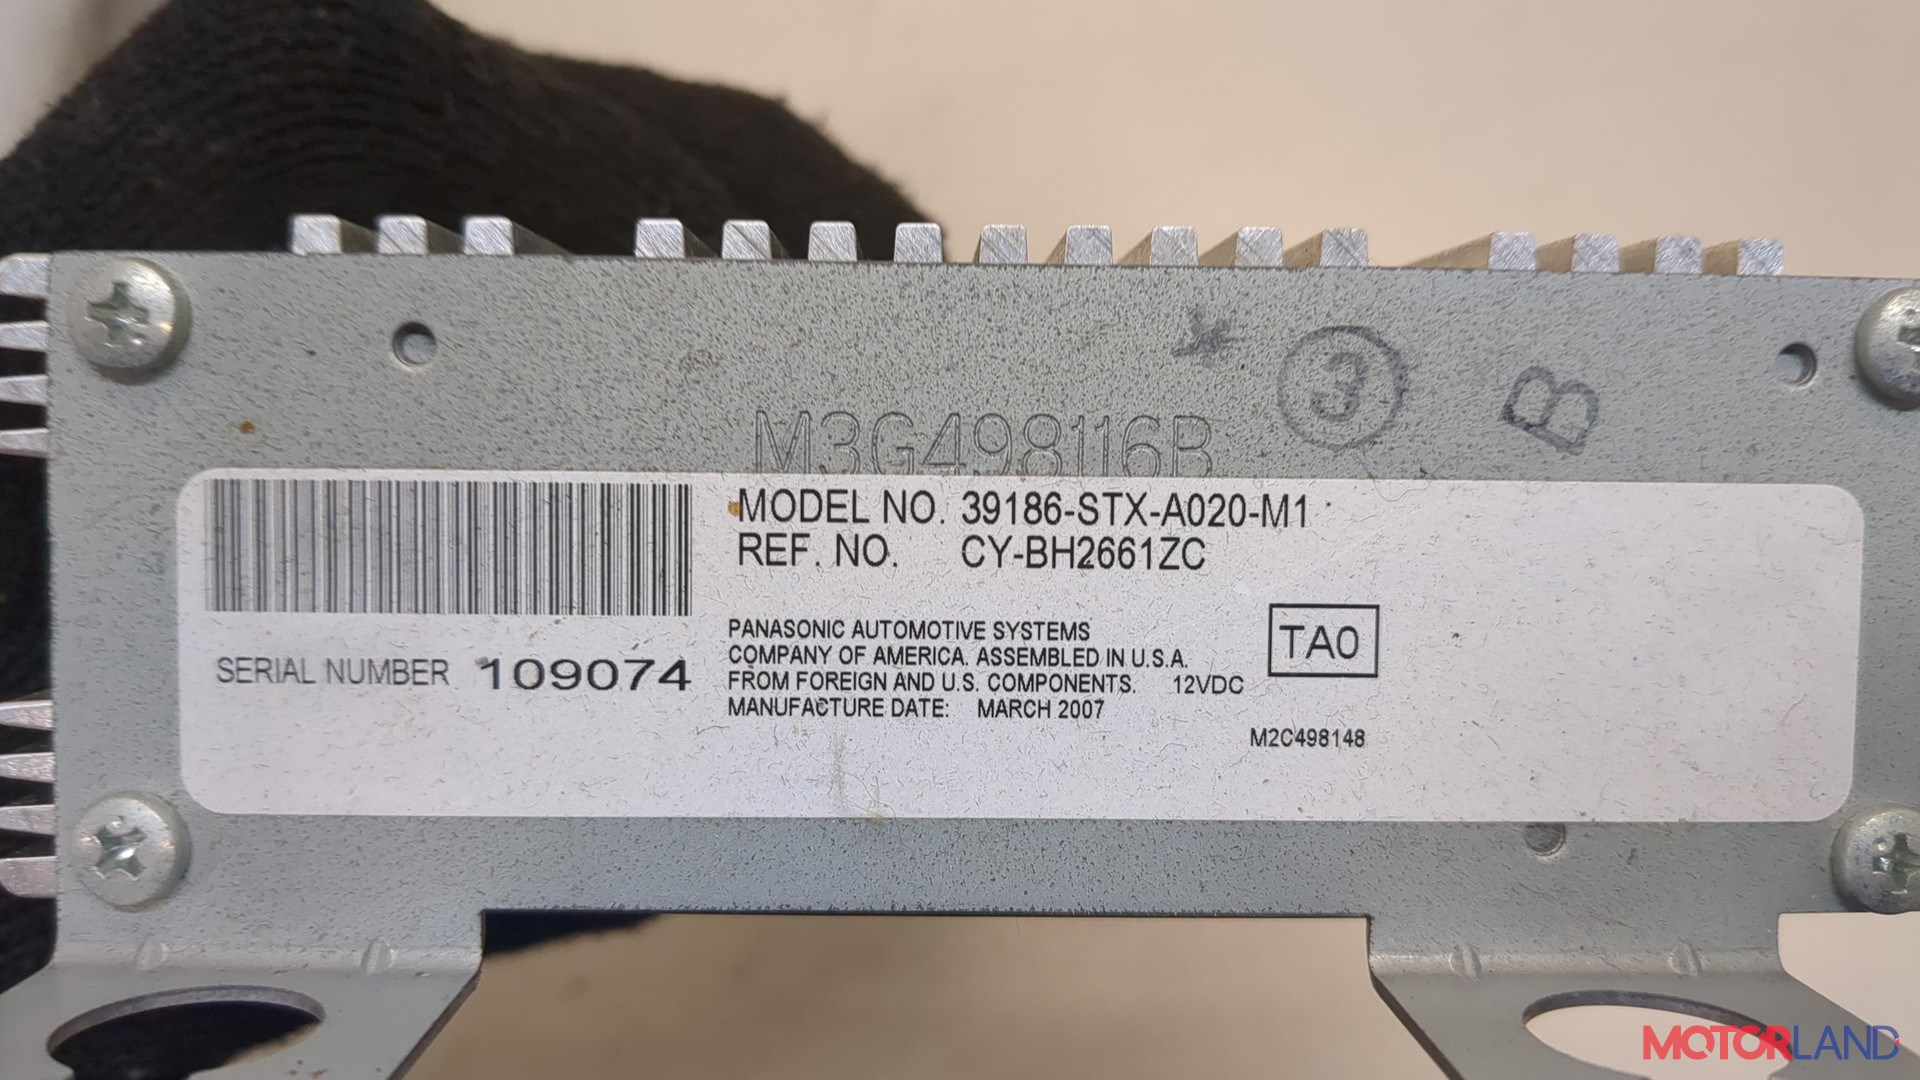 3
B
M3G498116B
MODEL NO. 39186-STX-A020-M1
REF. NO. CY-BH2661ZC
PANASONIC AUTOMOTIVE SYSTEMS
COMPANY OF AMERICA. ASSEMBLED IN U.S.A.
FROM FOREIGN AND U.S. COMPONENTS. 12VDC
MANUFACTURE DATE: MARCH 2007
TA0
SERIAL NUMBER 109074
M2C498148
MOTORLAND